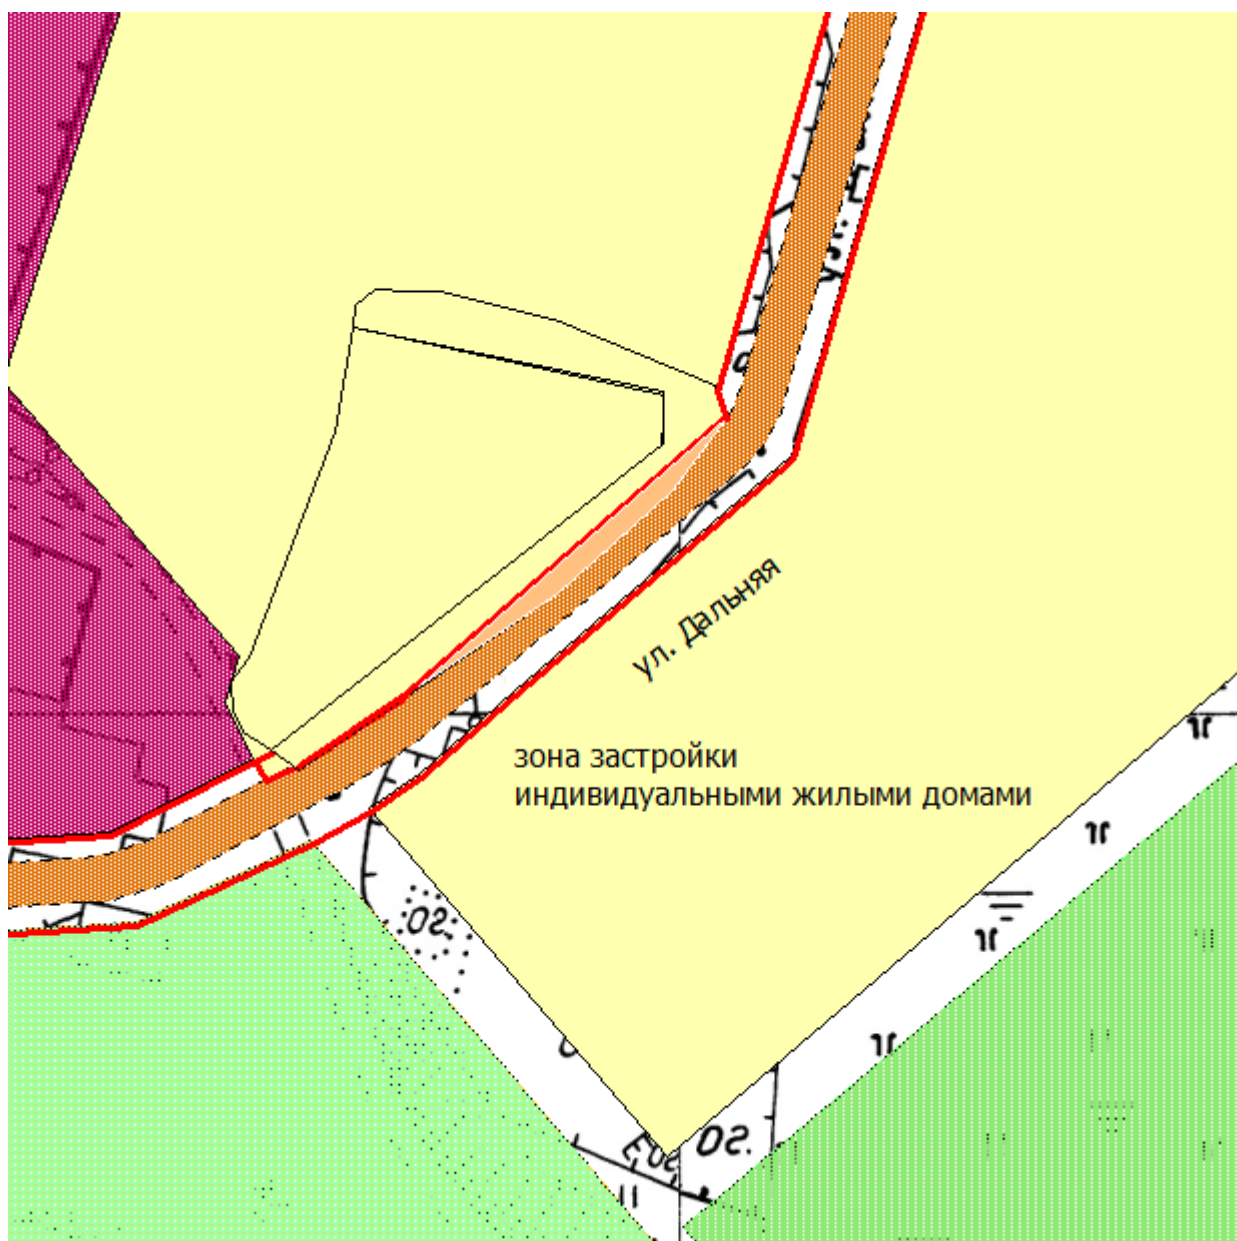 ул. Дальняя
зона застройки
индивидуальными жилыми домами